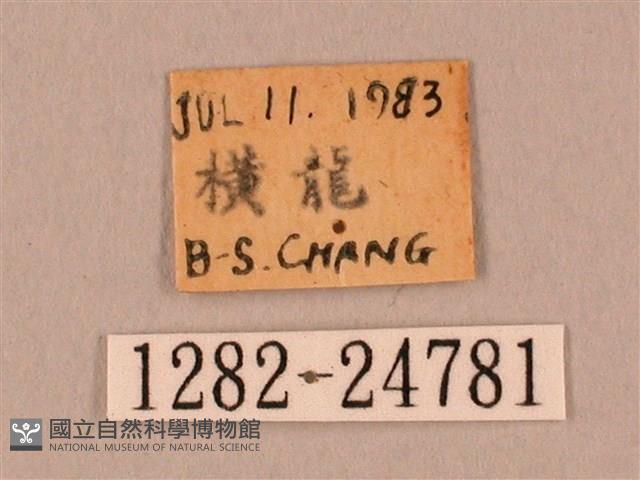 JUL 11. 1983.
橫龍
B-S. CHANG
1282-24781
國立自然科學博物館
NATIONAL MUSEUM OF NATURAL SCIENCE